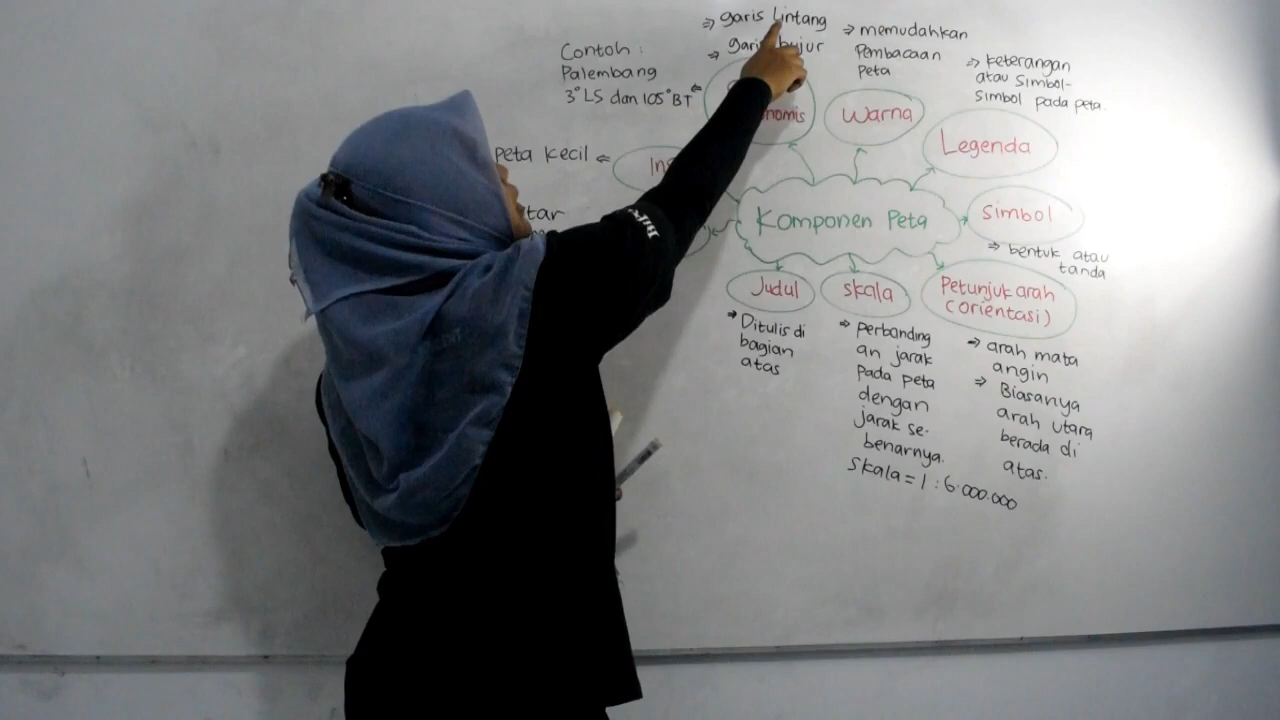 ⇒ garis lintang
⇒ garis bujur
Contoh :
Palembang
3° LS dan 105° BT ⇐
nomis
⇒ memudahkan
Pembacaan
Peta
Warna
⇒ keterangan
atau simbol-
simbol pada peta.
Legenda
peta kecil ⇐
In
tar
Komponen Peta
Simbol
⇒ bentuk atau
tanda
Judul
→ Ditulis di
bagian
atas
skala
⇒ Perbanding
an jarak
pada peta
dengan
jarak se-
benarnya.
skala = 1 : 6.000.000
Petunjuk arah
(orientasi)
⇒ arah mata
angin
⇒ Biasanya
arah utara
berada di
atas.